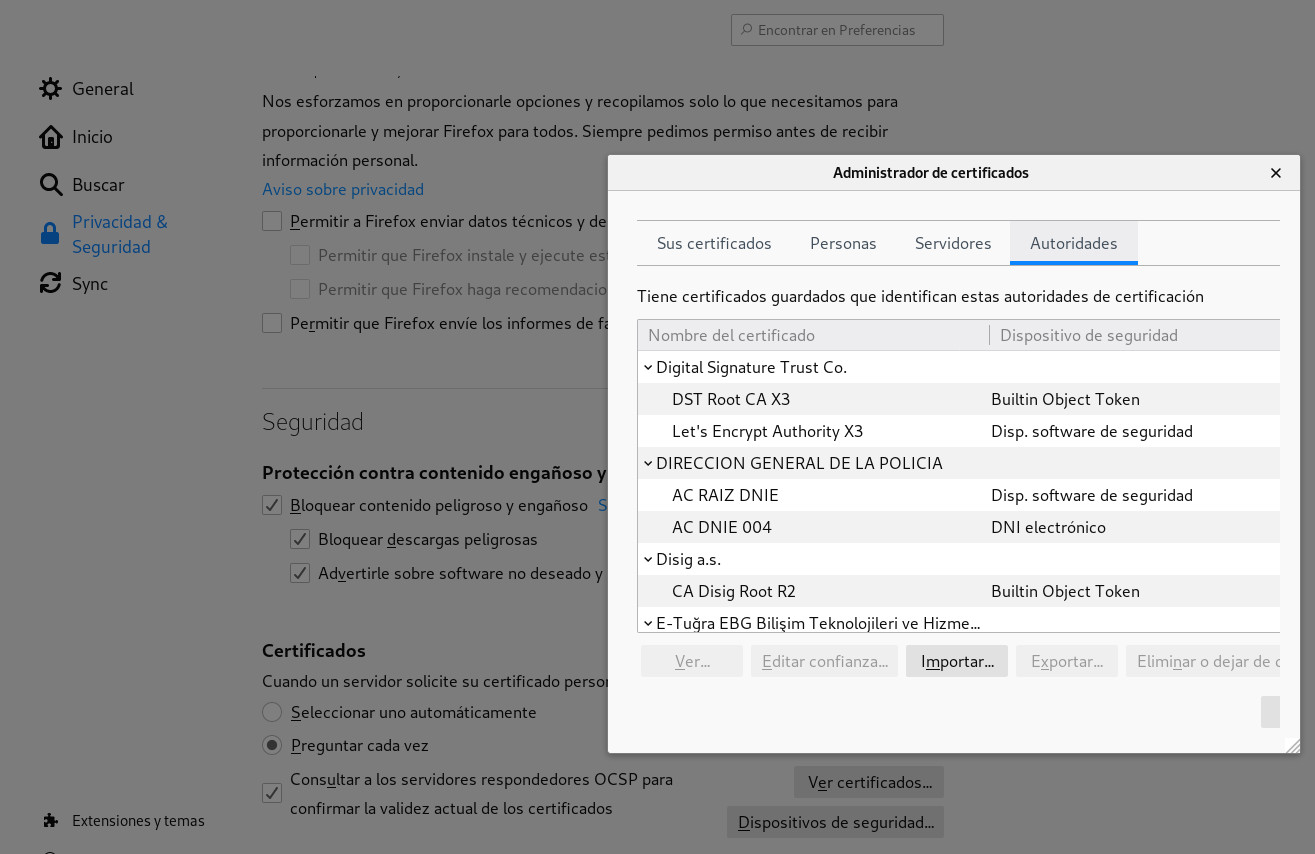 Encontrar en Preferencias
General
Inicio
Buscar
Privacidad &
Seguridad
Sync
Extensiones y temas
Nos esforzamos en proporcionarle opciones y recopilamos solo lo que necesitamos para
proporcionarle y mejorar Firefox para todos. Siempre pedimos permiso antes de recibir
información personal.
Aviso sobre privacidad
Permitir a Firefox enviar datos técnicos y de
Permitir que Firefox instale y ejecute
Permitir que Firefox haga
Permitir que Firefox envíe los informes de
Seguridad
Protección contra contenido engañoso y
Bloquear contenido peligroso y engañoso
Bloquear descargas peligrosas
Advertirle sobre software no deseado y
Certificados
Cuando un servidor solicite su certificado
Seleccionar uno automáticamente
Preguntar cada vez
Consultar a los servidores respondedores OCSP para
confirmar la validez actual de los certificados
Ver certificados...
Dispositivos de seguridad...
Administrador de certificados
Sus certificados Personas Servidores Autoridades
Tiene certificados guardados que identifican estas autoridades de certificación
Nombre del certificado Dispositivo de seguridad
Digital Signature Trust Co.
DST Root CA X3 Builtin Object Token
Let's Encrypt Authority X3 Disp. software de seguridad
DIRECCION GENERAL DE LA POLICIA
AC RAIZ DNIE Disp. software de seguridad
AC DNIE 004 DNI electrónico
Disig a.s.
CA Disig Root R2 Builtin Object Token
E-Tuğra EBG Bilişim Teknolojileri ve Hizme...
Ver... Editar confianza... Importar... Exportar... Eliminar o dejar de